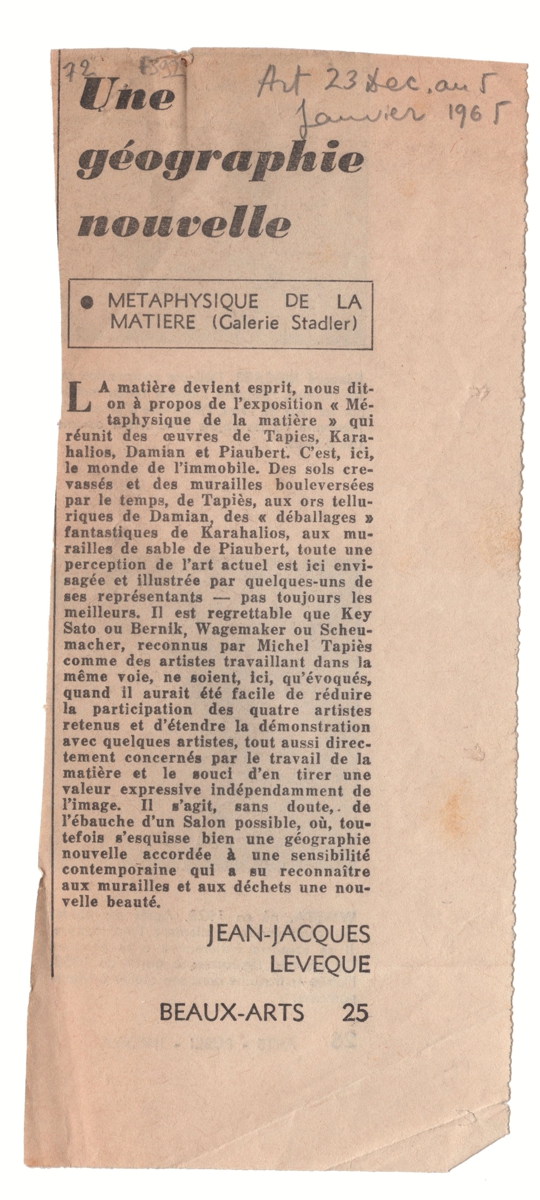 72
Art 23 Dec. au 5
Janvier 1965
Une
géographie
nouvelle
● METAPHYSIQUE DE LA
MATIERE (Galerie Stadler)
LA matière devient esprit, nous dit-
on à propos de l'exposition « Mé-
taphysique de la matière » qui
réunit des œuvres de Tapies, Kara-
halios, Damian et Piaubert. C'est, ici,
le monde de l'immobile. Des sols cre-
vassés et des murailles bouleversées
par le temps, de Tapiès, aux ors tellu-
riques de Damian, des « déballages »
fantastiques de Karahalios, aux mu-
railles de sable de Piaubert, toute une
perception de l'art actuel est ici envi-
sagée et illustrée par quelques-uns de
ses représentants — pas toujours les
meilleurs. Il est regrettable que Key
Sato ou Bernik, Wagemaker ou Scheu-
macher, reconnus par Michel Tapiès
comme des artistes travaillant dans la
même voie, ne soient, ici, qu'évoqués,
quand il aurait été facile de réduire
la participation des quatre artistes
retenus et d'étendre la démonstration
avec quelques artistes, tout aussi direc-
tement concernés par le travail de la
matière et le souci d'en tirer une
valeur expressive indépendamment de
l'image. Il s'agit, sans doute, de
l'ébauche d'un Salon possible, où, tou-
tefois s'esquisse bien une géographie
nouvelle accordée à une sensibilité
contemporaine qui a su reconnaître
aux murailles et aux déchets une nou-
velle beauté.
JEAN-JACQUES
LEVEQUE
BEAUX-ARTS 25